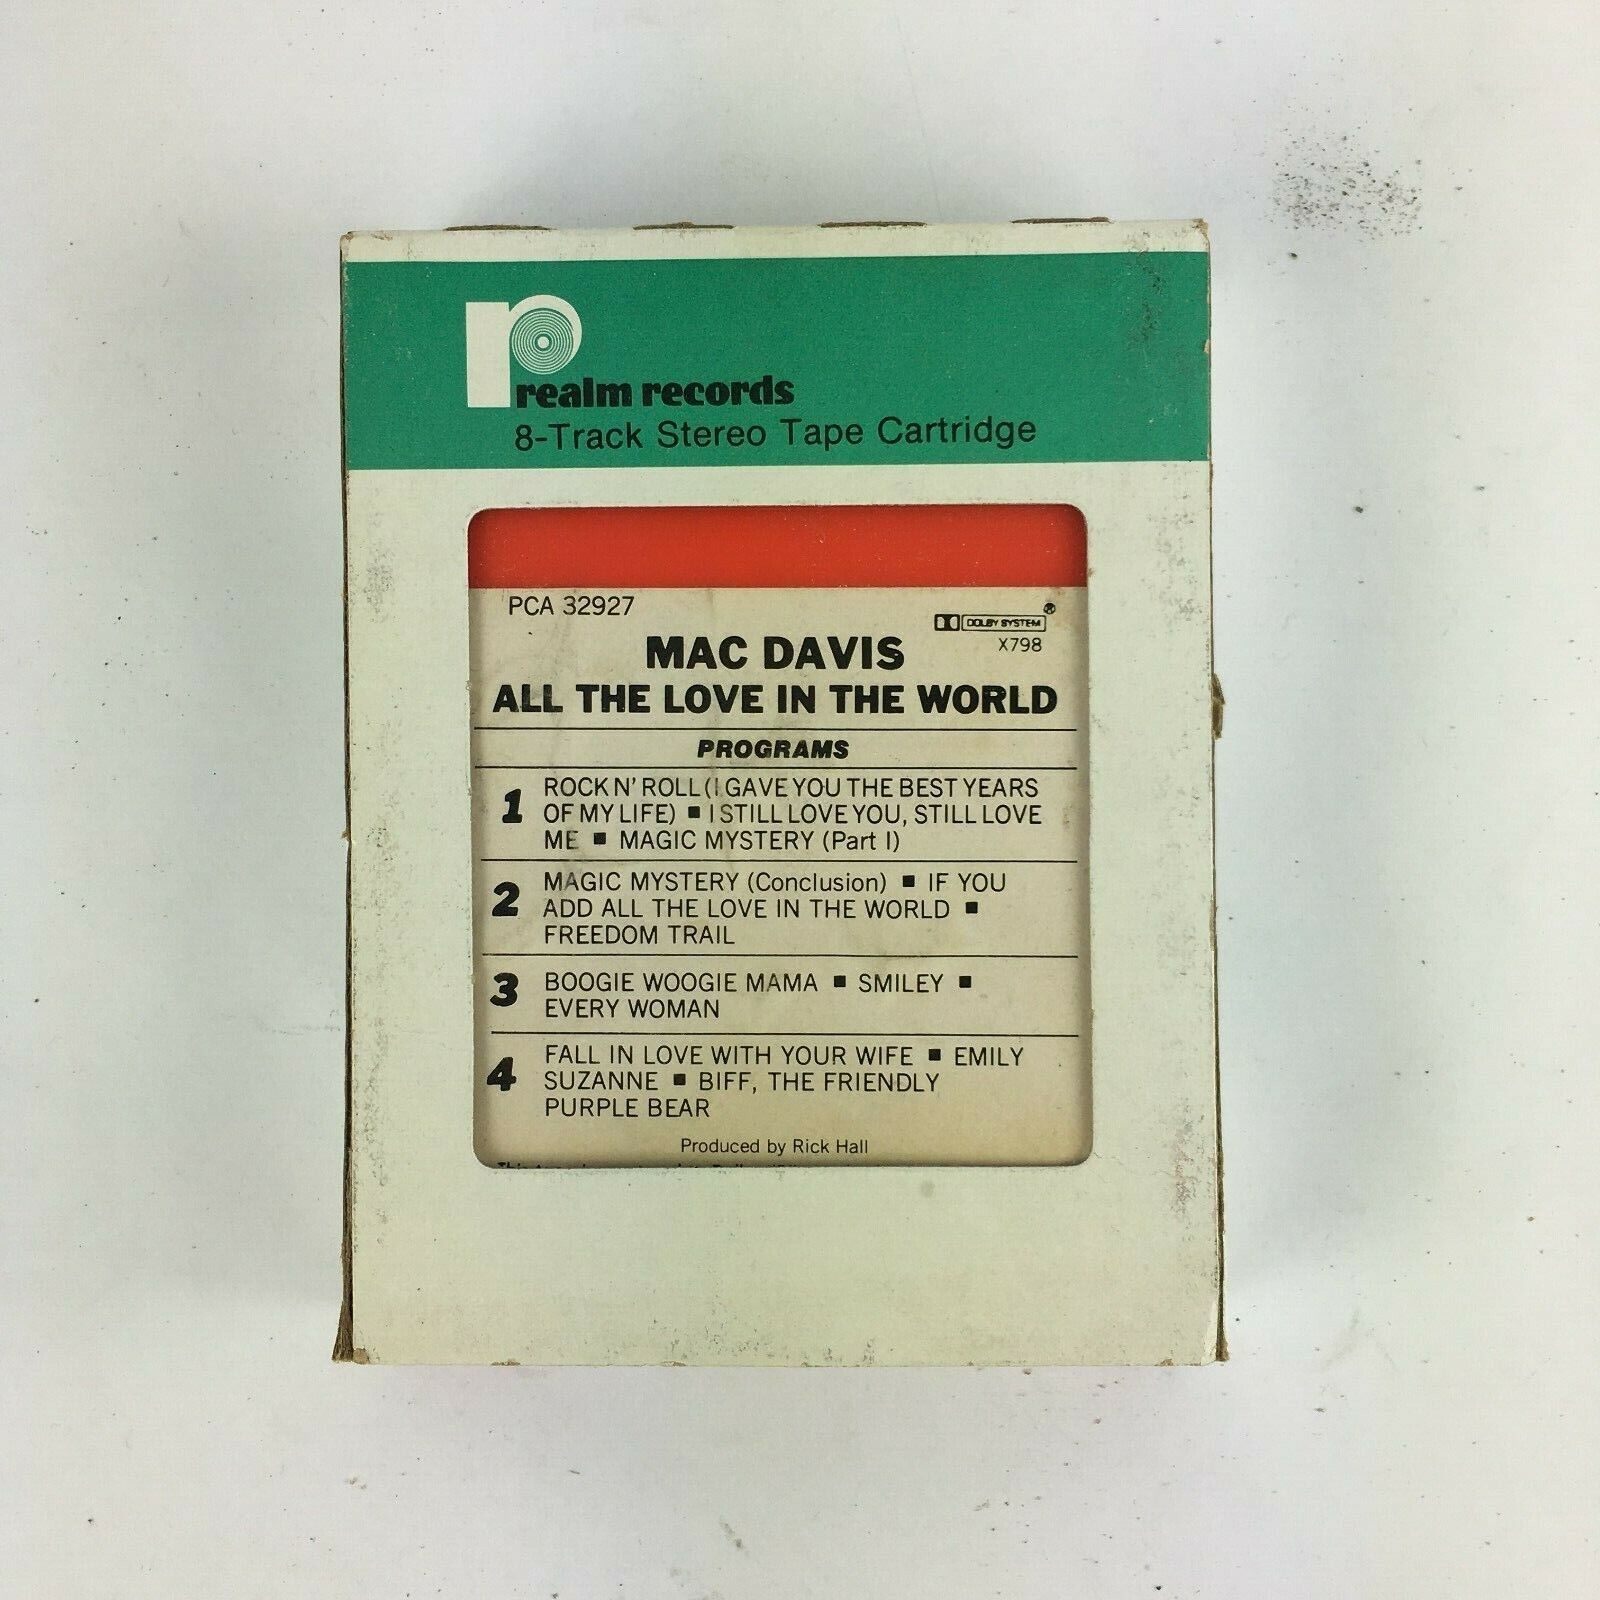 realm records
8-Track Stereo Tape Cartridge
PCA 32927
DOLBY SYSTEM ®
X798
MAC DAVIS
ALL THE LOVE IN THE WORLD
PROGRAMS
1 ROCK N' ROLL (I GAVE YOU THE BEST YEARS
OF MY LIFE) ■ I STILL LOVE YOU, STILL LOVE
ME ■ MAGIC MYSTERY (Part I)
2 MAGIC MYSTERY (Conclusion) ■ IF YOU
ADD ALL THE LOVE IN THE WORLD ■
FREEDOM TRAIL
3 BOOGIE WOOGIE MAMA ■ SMILEY ■
EVERY WOMAN
4 FALL IN LOVE WITH YOUR WIFE ■ EMILY
SUZANNE ■ BIFF, THE FRIENDLY
PURPLE BEAR
Produced by Rick Hall